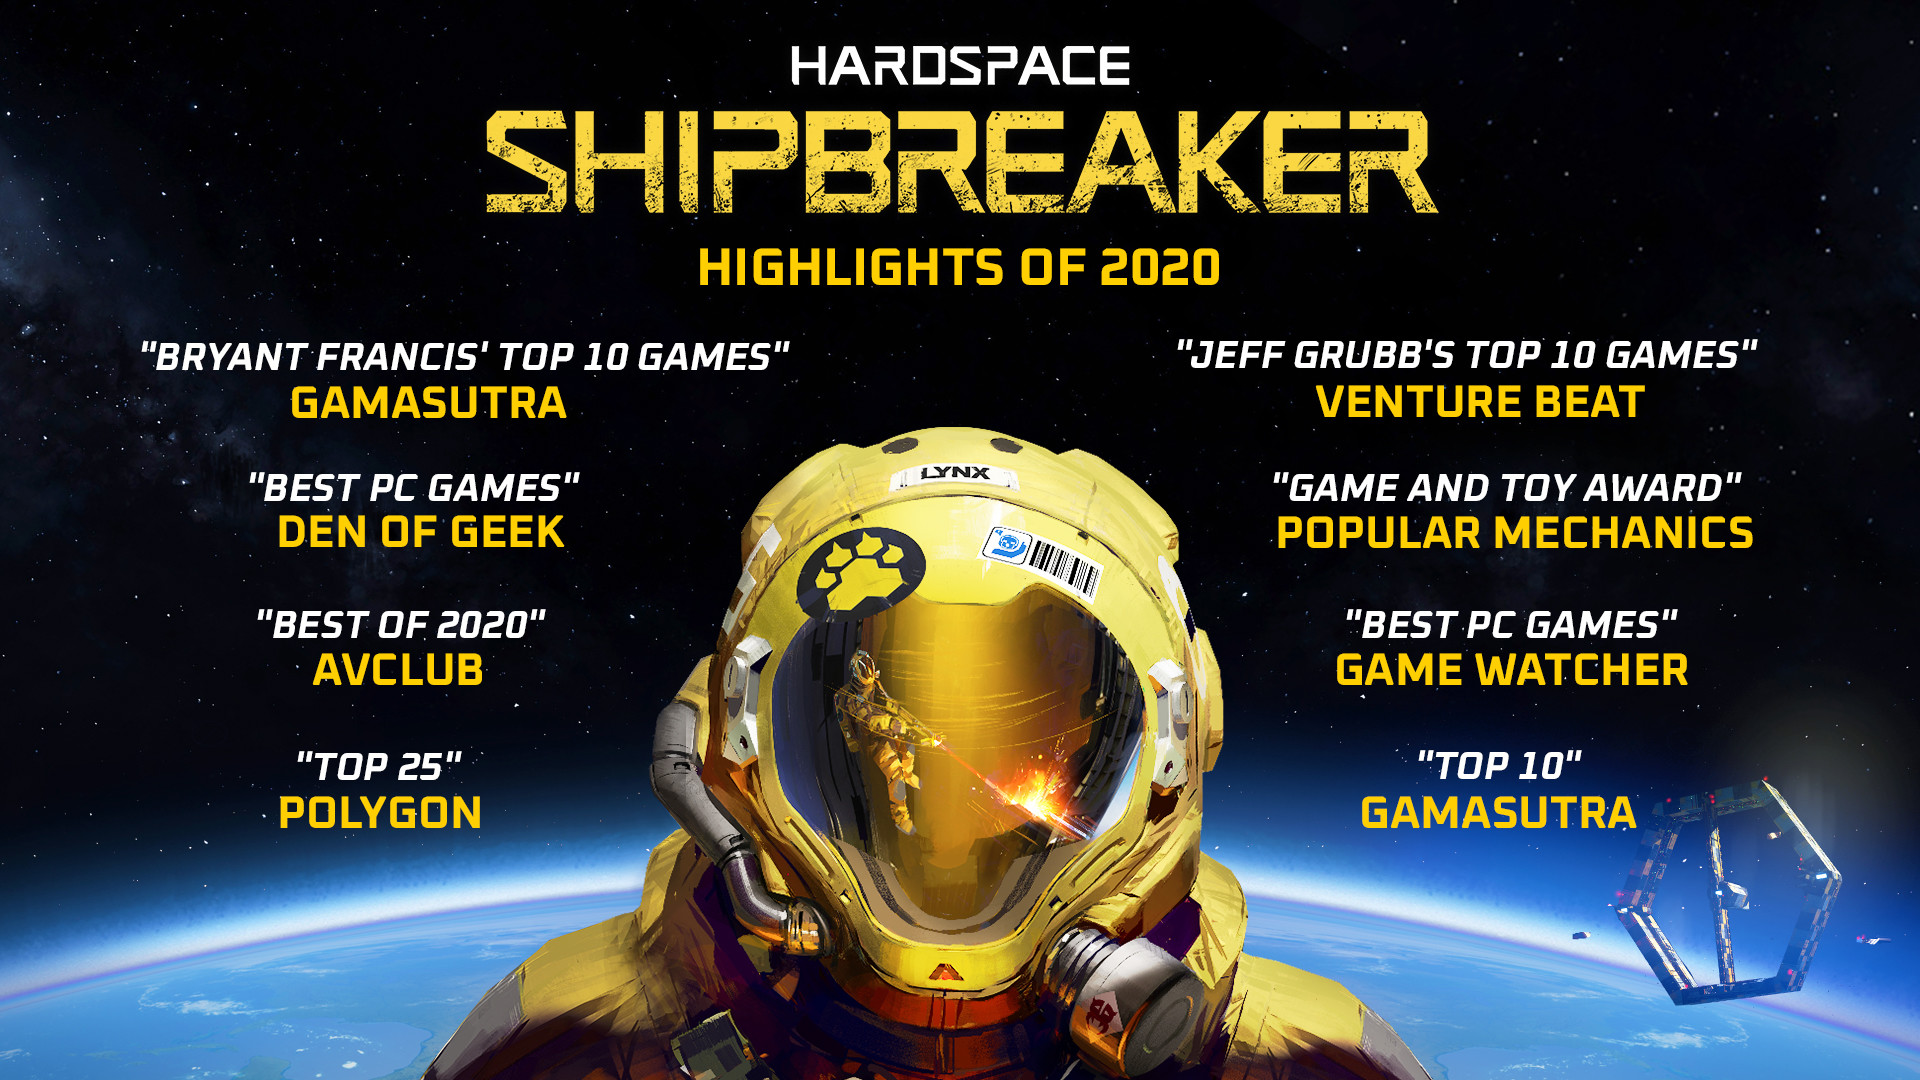 HARDSPACE
SHIPBREAKER
HIGHLIGHTS OF 2020
"BRYANT FRANCIS' TOP 10 GAMES"
GAMASUTRA
"BEST PC GAMES"
DEN OF GEEK
"BEST OF 2020"
AVCLUB
"TOP 25"
POLYGON
"JEFF GRUBB'S TOP 10 GAMES"
VENTURE BEAT
"GAME AND TOY AWARD"
POPULAR MECHANICS
"BEST PC GAMES"
GAME WATCHER
"TOP 10"
GAMASUTRA
LYNX